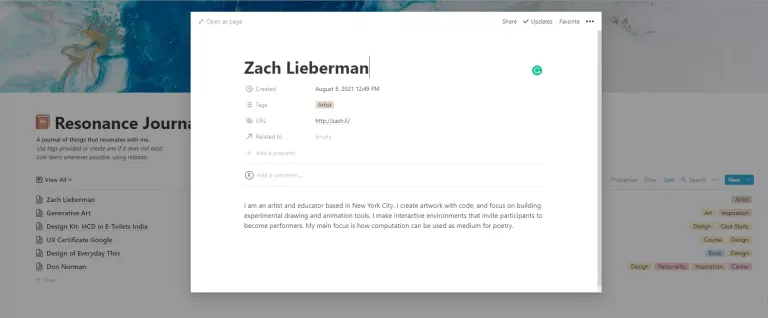 Open as page
Share
Updates
Favorite
Zach Lieberman
Created
August 8, 2021 12:49 PM
Tags
Artist
URL
http://zach.li/
Related to
Empty
Add a property
Add a comment...
I am an artist and educator based in New York City. I create artwork with code, and focus on building
experimental drawing and animation tools. I make interactive environments that invite participants to
become performers. My main focus is how computation can be used as medium for poetry.
Resonance Journa
A journal of things that resonates with me.
Use tags provided or create one if it does not exist.
Link items whenever possible, using relation.
View All
Properties
Filter
Sort
Search
New
Zach Lieberman
Artist
Generative Art
Art
Inspiration
Design Kit- HCD in E-Toilets India
Design
Case Study
UX Certificate Google
Course
Design
Design of Everyday Thin
Book
Design
Don Norman
Design
Personality
Inspiration
Career
New